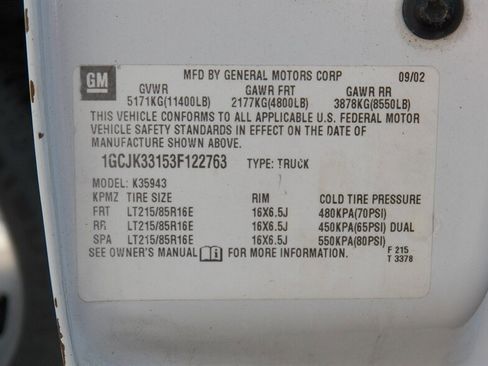 MFD BY GENERAL MOTORS CORP 09/02
GM
GVWR GAWR FRT GAWR RR
5171KG(11400LB) 2177KG(4800LB) 3878KG(8550LB)
THIS VEHICLE CONFORMS TO ALL APPLICABLE U.S. FEDERAL MOTOR
VEHICLE SAFETY STANDARDS IN EFFECT ON THE DATE OF
MANUFACTURE SHOWN ABOVE.
1GCJK33153F122763 TYPE: TRUCK
MODEL: K35943
KPMZ TIRE SIZE RIM COLD TIRE PRESSURE
FRT LT215/85R16E 16X6.5J 480KPA(70PSI)
RR LT215/85R16E 16X6.5J 450KPA(65PSI) DUAL
SPA LT215/85R16E 16X6.5J 550KPA(80PSI)
SEE OWNER'S MANUAL FOR MORE INFORMATION. F 215
T 3378